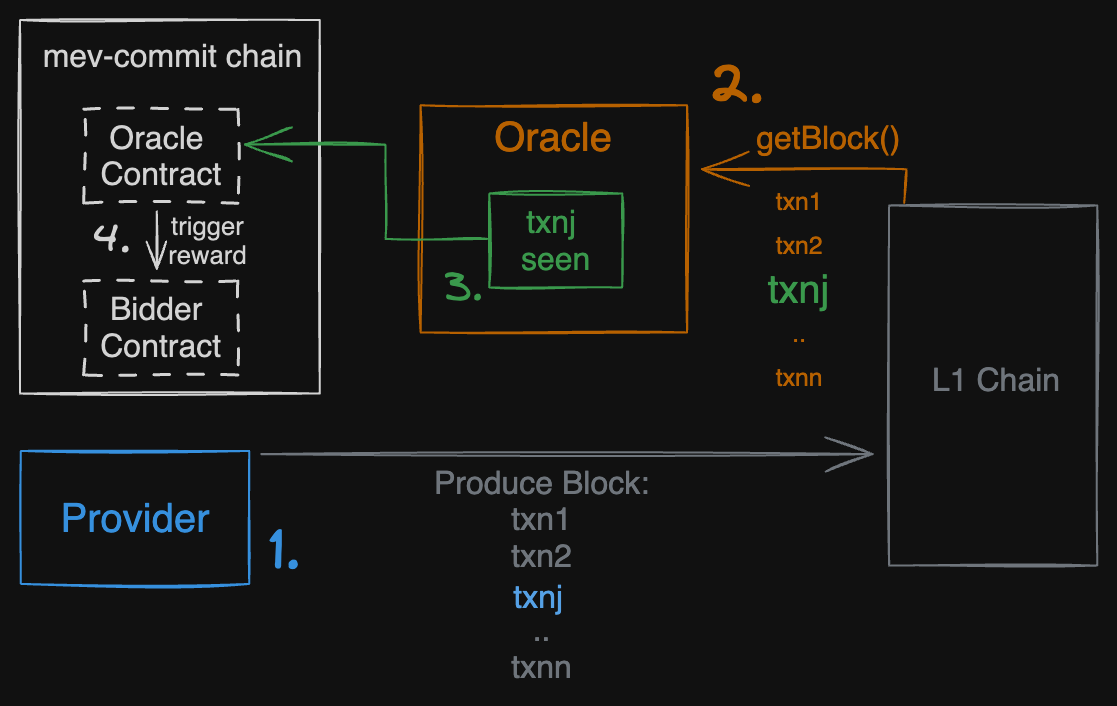 mev-commit chain
Oracle
Contract
4.
trigger
reward
Bidder
Contract
Oracle
txnj
seen
3.
2.
getBlock()
txn1
txn2
txnj
..
txnn
L1 Chain
Provider
1.
Produce Block:
txn1
txn2
txnj
..
txnn